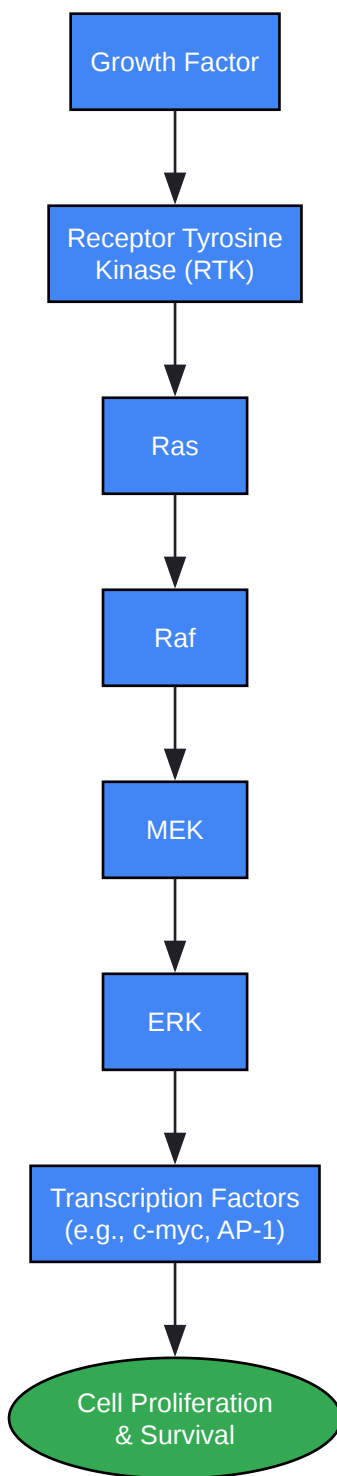 Growth Factor
Receptor Tyrosine
Kinase (RTK)
Ras
Raf
MEK
ERK
Transcription Factors
(e.g., c-myc, AP-1)
Cell Proliferation
& Survival